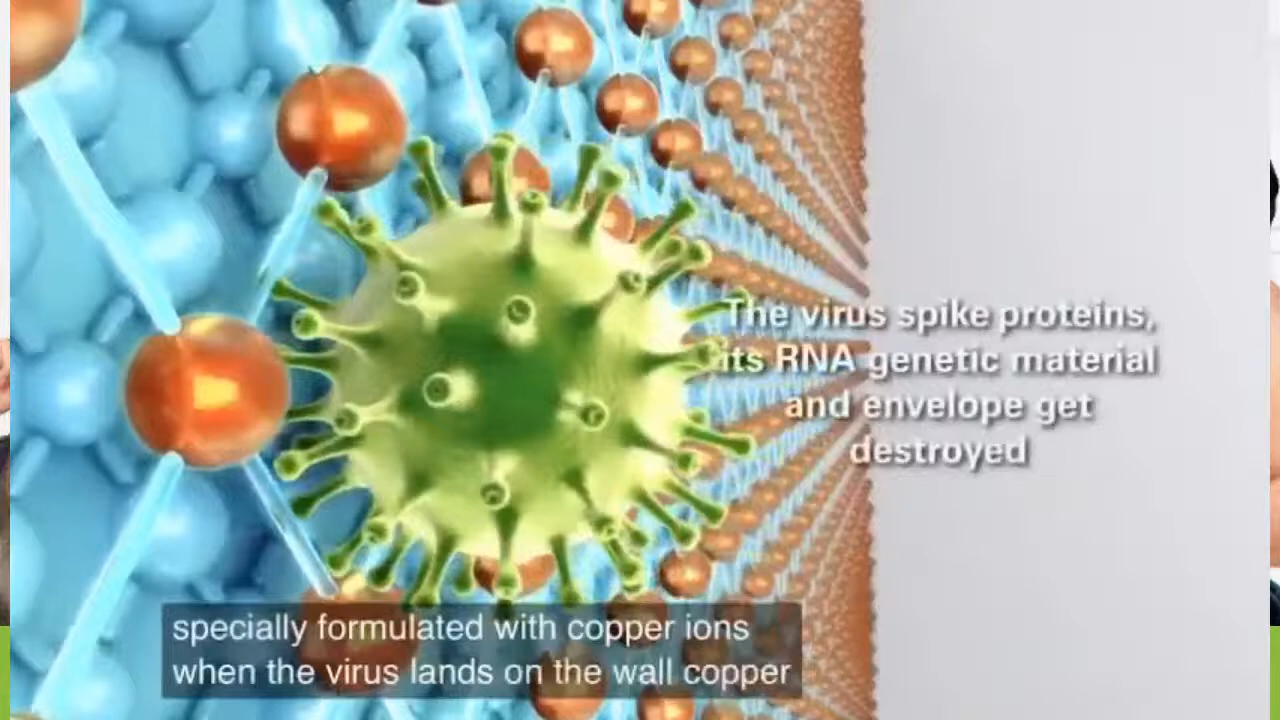 The virus spike proteins,
its RNA genetic material
and envelope get
destroyed
specially formulated with copper ions
when the virus lands on the wall copper